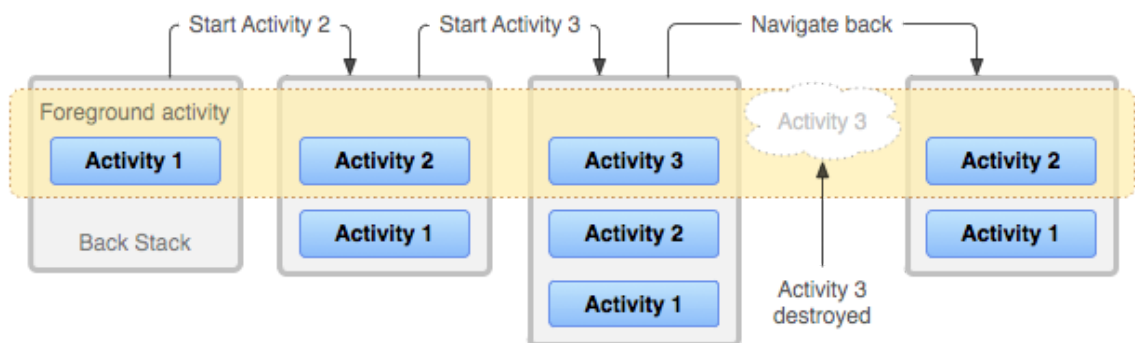 Start Activity 2
Start Activity 3
Navigate back
Foreground activity
Activity 1
Back Stack
Activity 2
Activity 1
Activity 3
Activity 2
Activity 1
Activity 3
Activity 3
destroyed
Activity 2
Activity 1